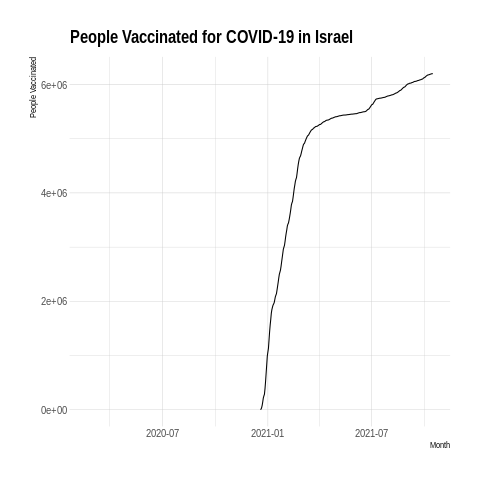 People Vaccinated for COVID-19 in Israel
People Vaccinated
6e+06
4e+06
2e+06
0e+00
2020-07
2021-01
2021-07
Month